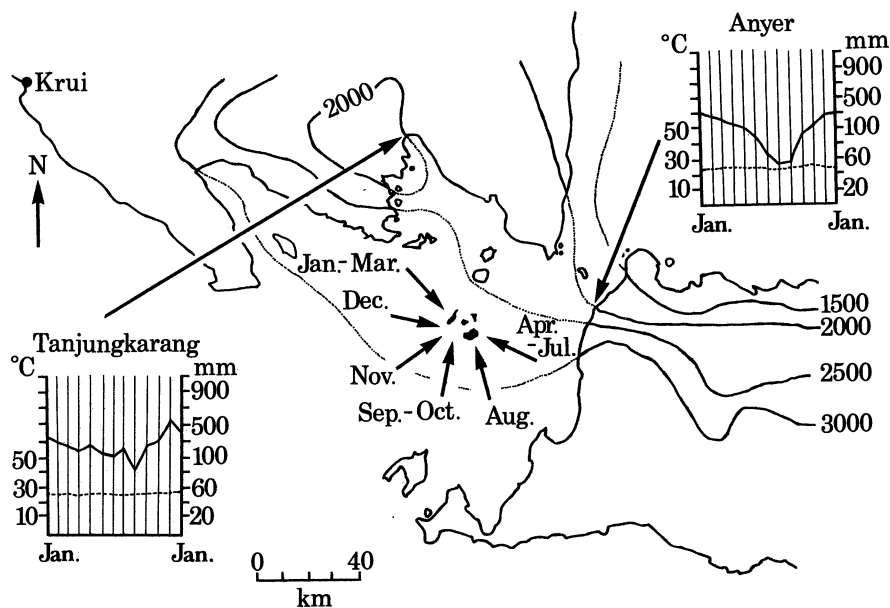 Krui
N
2000
Anyer
°C
mm
900
500
50
100
30
60
10
20
Jan.
Jan.
Jan.-Mar.
Dec.
Apr.
-Jul.
Nov.
Sep.-Oct.
Aug.
1500
2000
2500
3000
Tanjungkarang
°C
mm
900
500
50
100
30
60
10
20
Jan.
Jan.
0
40
km